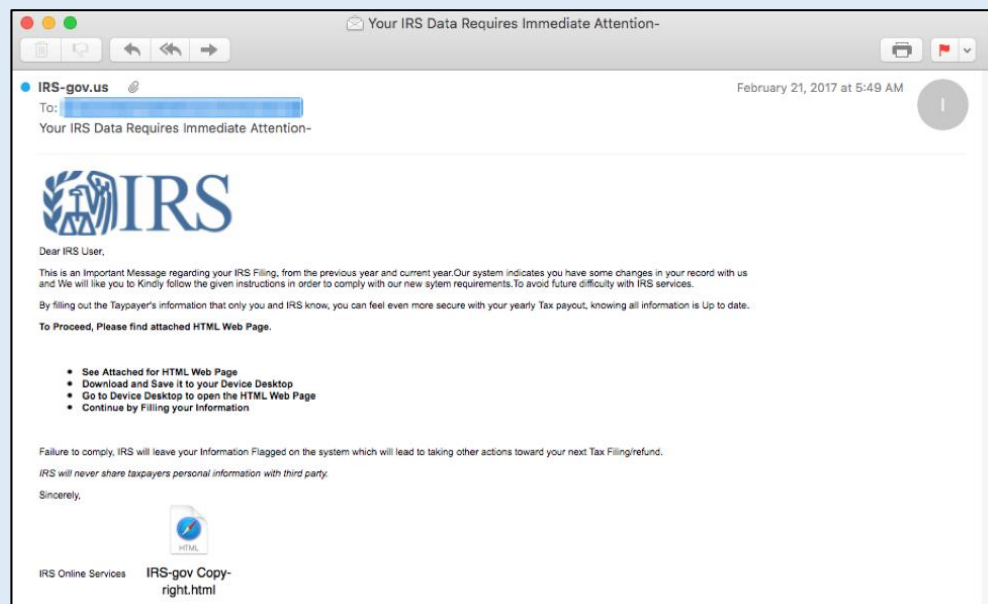 Your IRS Data Requires Immediate Attention-
IRS-gov.us
February 21, 2017 at 5:49 AM
I
To:
Your IRS Data Requires Immediate Attention-
IRS
Dear IRS User,
This is an Important Message regarding your IRS Filing, from the previous year and current year.Our system indicates you have some changes in your record with us
and We will like you to Kindly follow the given instructions in order to comply with our new sytem requirements.To avoid future difficulty with IRS services.
By filling out the Taypayer's information that only you and IRS know, you can feel even more secure with your yearly Tax payout, knowing all information is Up to date.
To Proceed, Please find attached HTML Web Page.
• See Attached for HTML Web Page
• Download and Save it to your Device Desktop
• Go to Device Desktop to open the HTML Web Page
• Continue by Filling your Information
Failure to comply, IRS will leave your Information Flagged on the system which will lead to taking other actions toward your next Tax Filing/refund.
IRS will never share taxpayers personal information with third party.
Sincerely,
HTML
IRS Online Services
IRS-gov Copy-
right.html